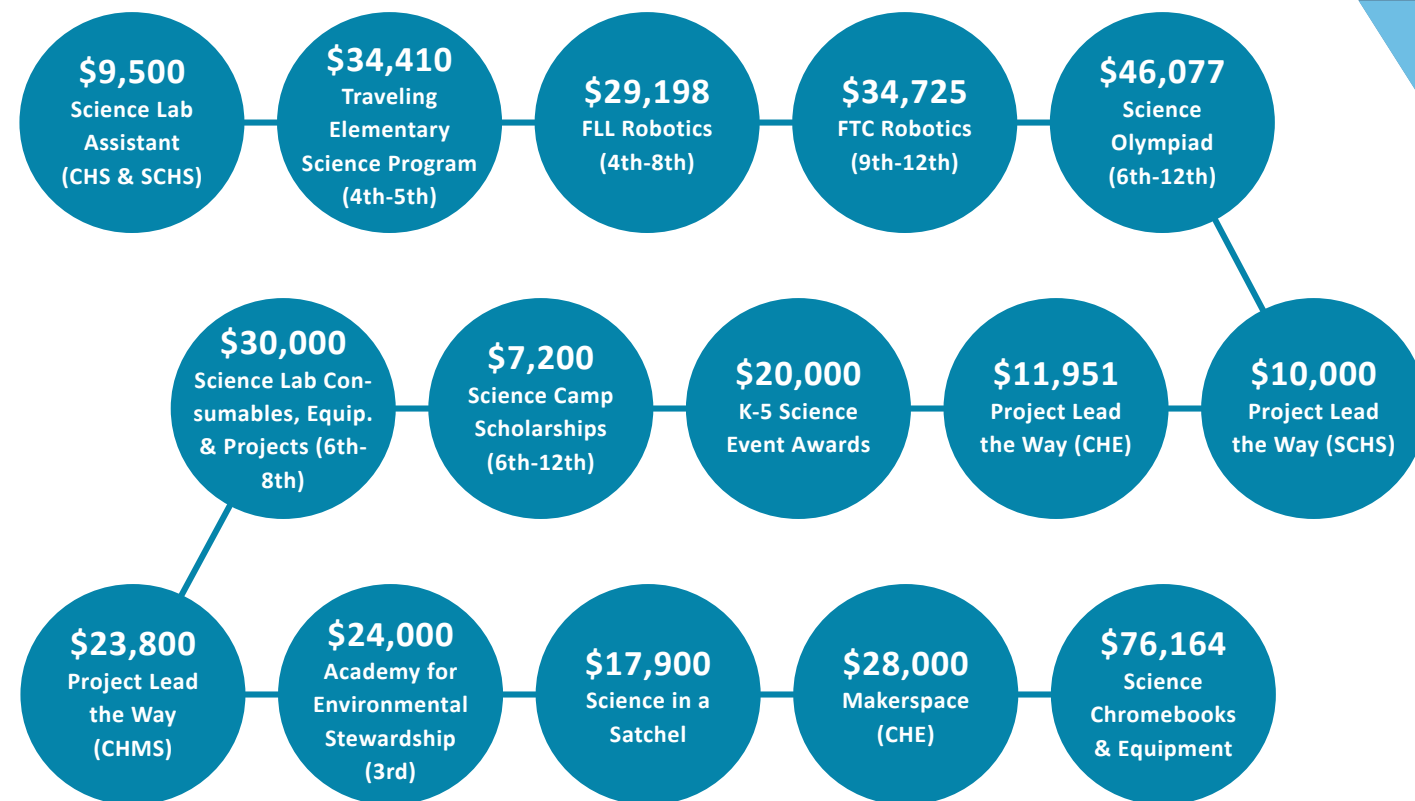 $9,500
Science Lab
Assistant
(CHS & SCHS)
$34,410
Traveling
Elementary
Science Program
(4th-5th)
$29,198
FLL Robotics
(4th-8th)
$34,725
FTC Robotics
(9th-12th)
$46,077
Science
Olympiad
(6th-12th)
$30,000
Science Lab Con-
sumables, Equip.
& Projects (6th-
8th)
$7,200
Science Camp
Scholarships
(6th-12th)
$20,000
K-5 Science
Event Awards
$11,951
Project Lead
the Way (CHE)
$10,000
Project Lead
the Way (SCHS)
$23,800
Project Lead
the Way
(CHMS)
$24,000
Academy for
Environmental
Stewardship
(3rd)
$17,900
Science in a
Satchel
$28,000
Makerspace
(CHE)
$76,164
Science
Chromebooks
& Equipment